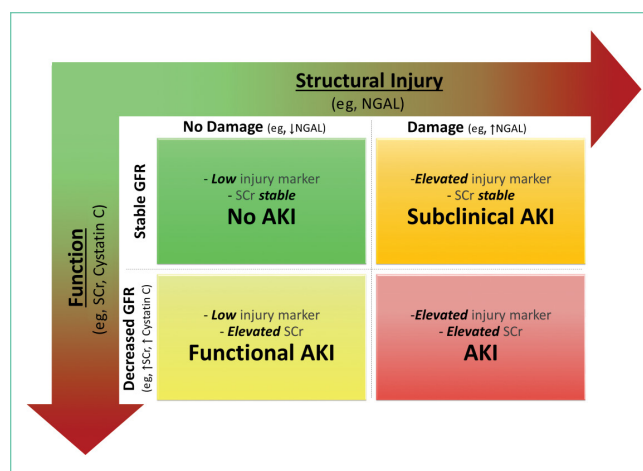 Structural Injury
(eg, NGAL)
No Damage (eg, ↓NGAL)
Damage (eg, ↑NGAL)
Function
(eg, SCr, Cystatin C)
Stable GFR
- Low injury marker
- SCr stable
No AKI
-Elevated injury marker
- SCr stable
Subclinical AKI
Decreased GFR
(eg, ↑SCr, ↑ Cystatin C)
- Low injury marker
- Elevated SCr
Functional AKI
-Elevated injury marker
- Elevated SCr
AKI